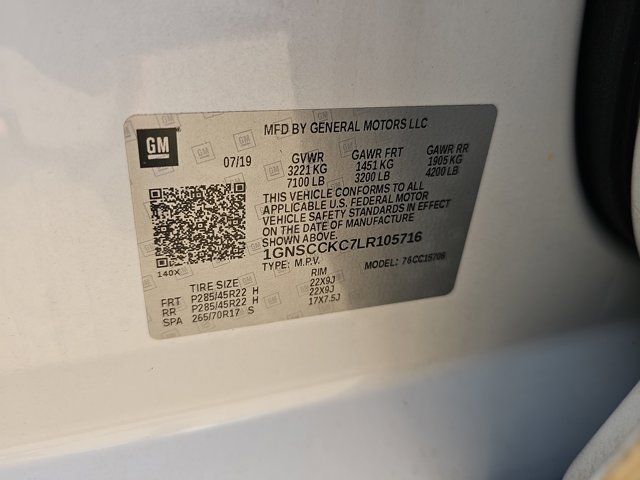 GM
MFD BY GENERAL MOTORS LLC
07/19
GVWR GAWR FRT GAWR RR
3221 KG 1451 KG 1905 KG
7100 LB 3200 LB 4200 LB
THIS VEHICLE CONFORMS TO ALL
APPLICABLE U.S. FEDERAL MOTOR
VEHICLE SAFETY STANDARDS IN EFFECT
ON THE DATE OF MANUFACTURE
1GNSCCKC7LR105716
140X
TYPE: M.P.V. MODEL: 76CC15706
TIRE SIZE RIM
FRT P285/45R22 H 22X9J
RR P285/45R22 H 22X9J
SPA 265/70R17 S 17X7.5J